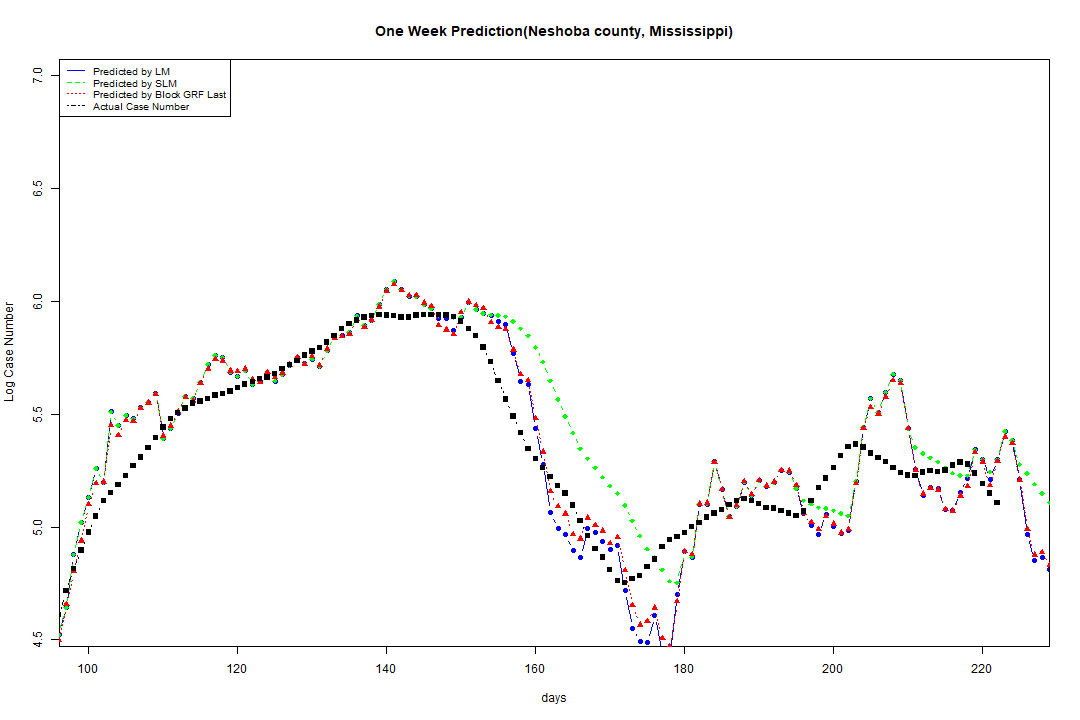 One Week Prediction(Neshoba county, Mississippi)
Predicted by LM
Predicted by SLM
Predicted by Block GRF Last
Actual Case Number
7.0
6.5
6.0
5.5
5.0
4.5
Log Case Number
100 120 140 160 180 200 220
days